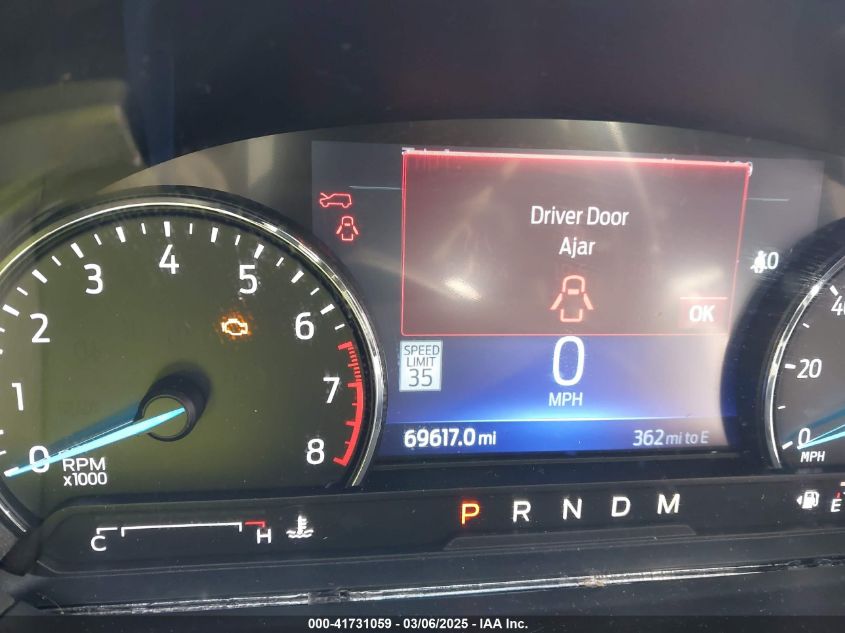 Driver Door
Ajar
OK
SPEED
LIMIT
35
0
MPH
69617.0 mi
362 mi to E
0
1
2
3
4
5
6
7
8
RPM
x1000
C
H
P R N D M
0
20
40
MPH
E
000-41731059 - 03/06/2025 - IAA Inc.